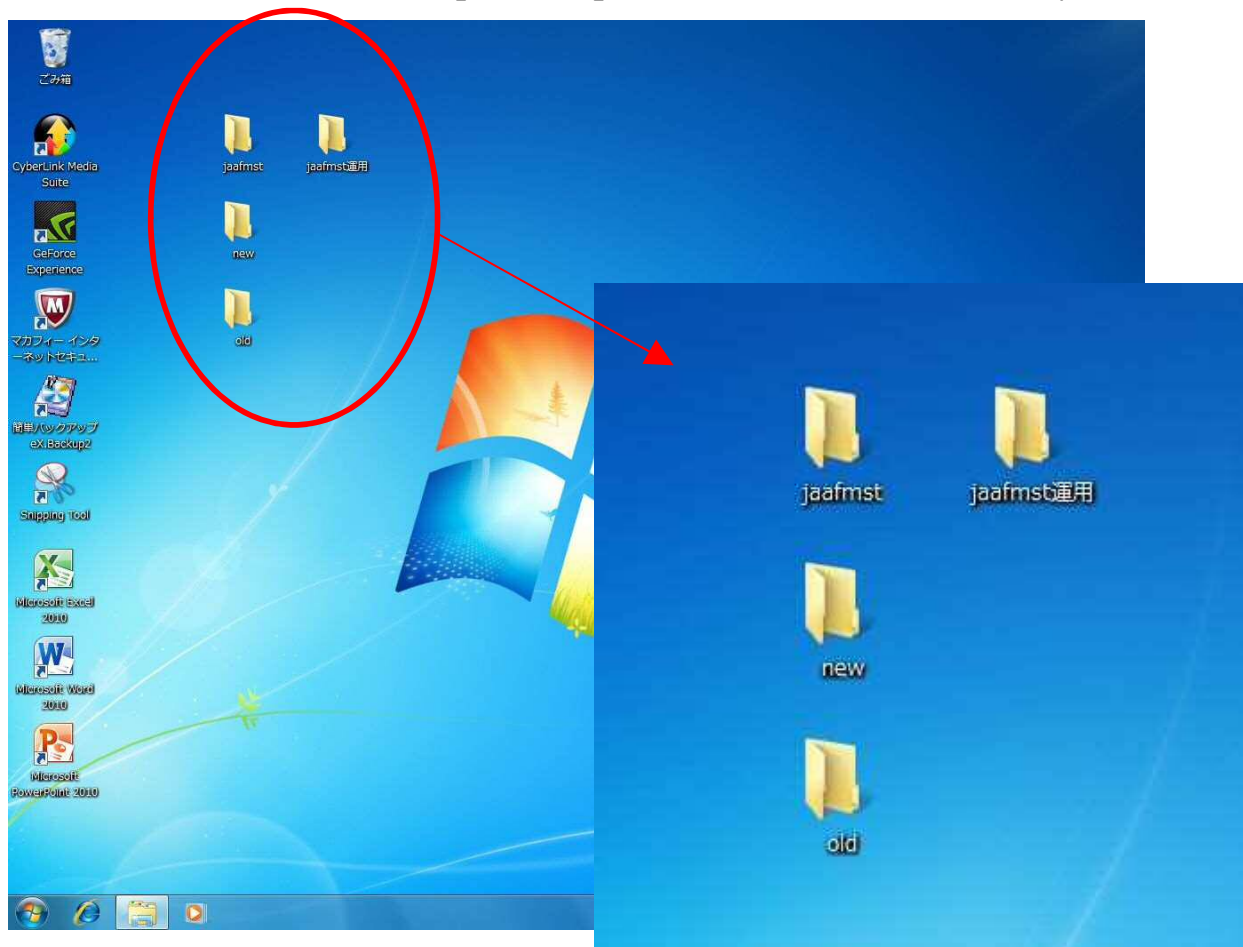 ごみ箱
CyberLink Media
Suite
GeForce
Experience
マカフィー インタ
ーネットセキュ...
簡単バックアップ
eX.Backup2
Snipping Tool
Microsoft Excel
2010
Microsoft Word
2010
Microsoft
PowerPoint 2010
jaafmst
jaafmst運用
new
old
jaafmst
jaafmst運用
new
old